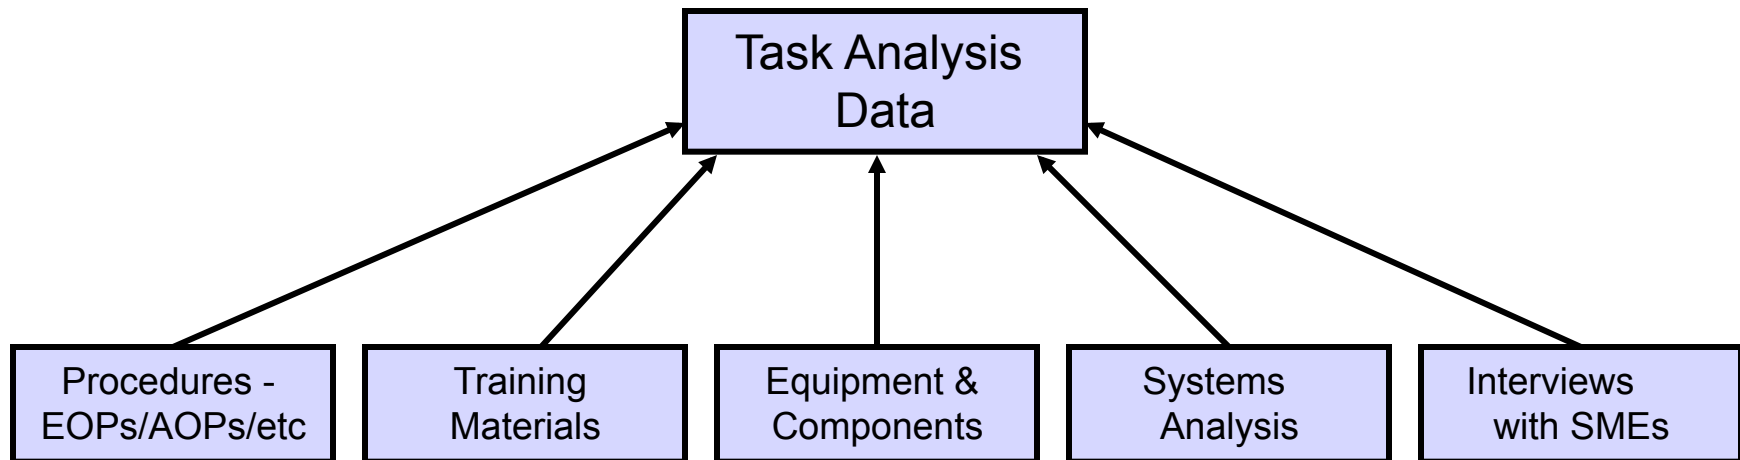 Task Analysis
Data
Procedures -
EOPs/AOPs/etc
Training
Materials
Equipment &
Components
Systems
Analysis
Interviews
with SMEs